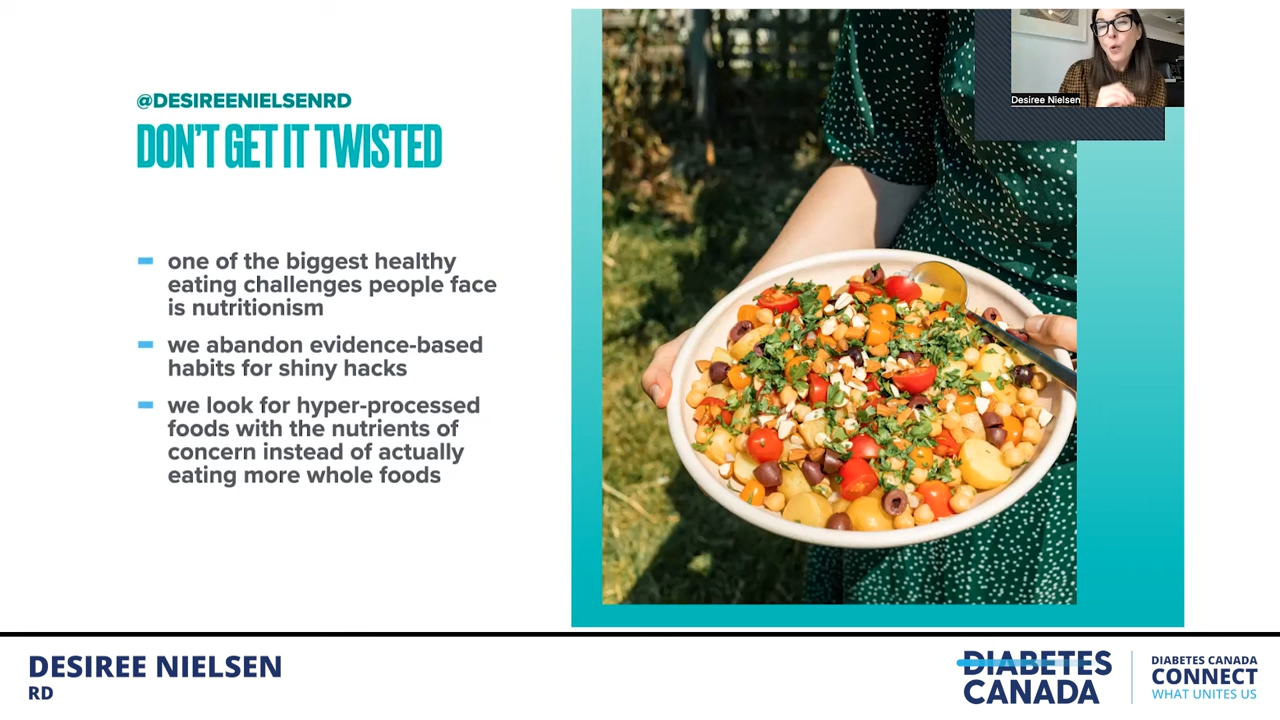 @DESIREENIELSENRD
DON'T GET IT TWISTED
one of the biggest healthy
eating challenges people face
is nutritionism
we abandon evidence-based
habits for shiny hacks
we look for hyper-processed
foods with the nutrients of
concern instead of actually
eating more whole foods
Desiree Nielsen
DESIREE NIELSEN
RD
DIABETES
CANADA
DIABETES CANADA
CONNECT
WHAT UNITES US